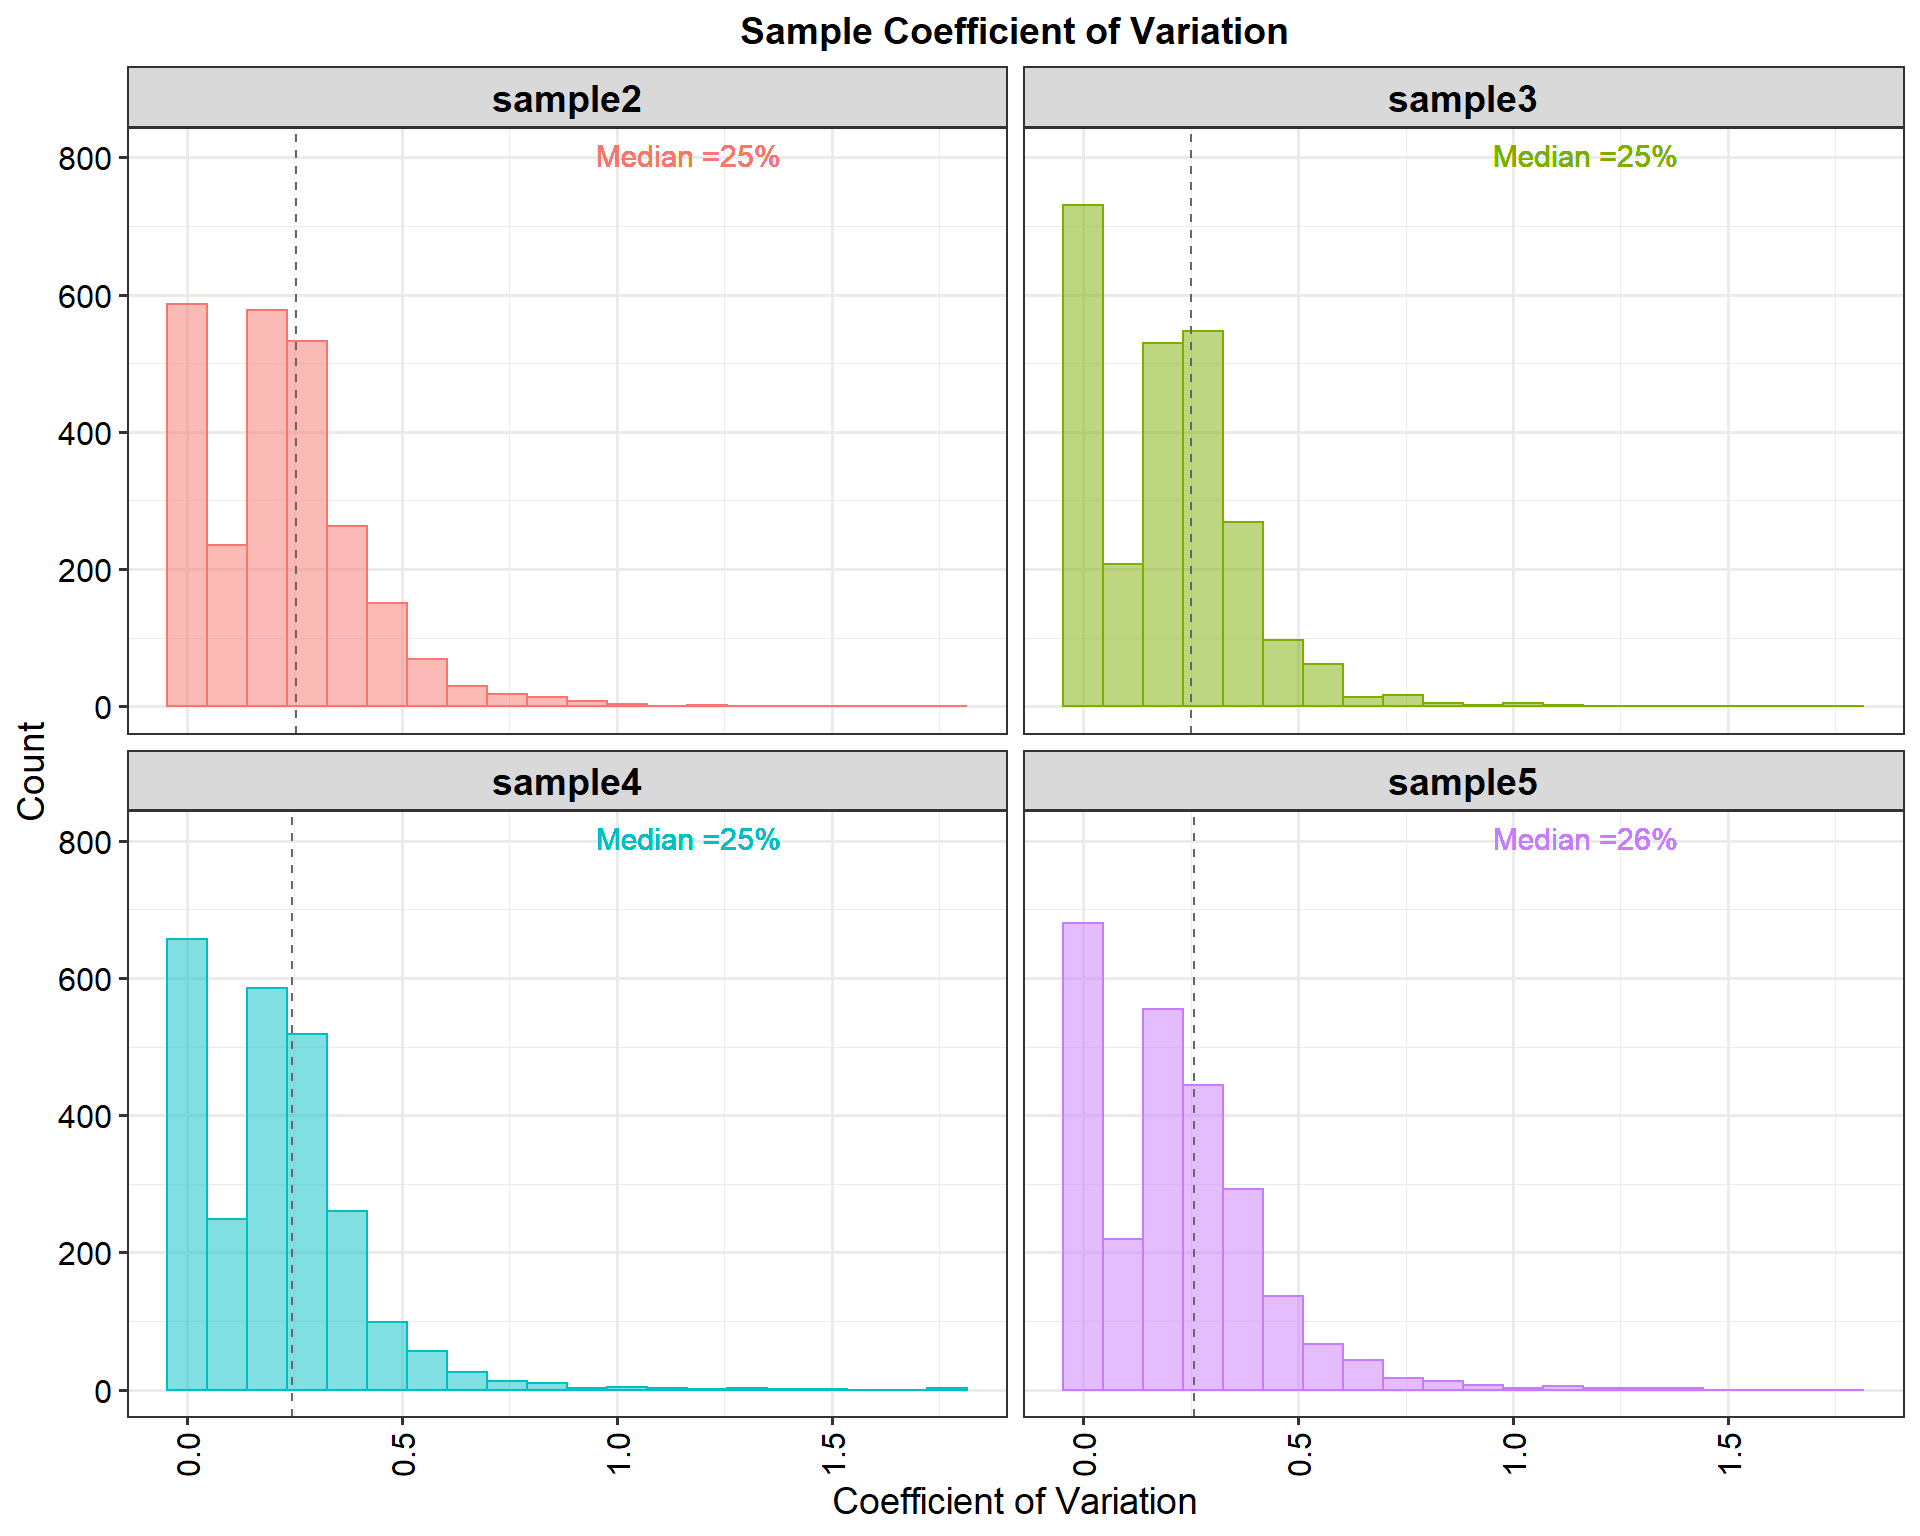 Sample Coefficient of Variation
sample2
sample3
Median =25%
Median =25%
800
600
400
200
0
Count
sample4
sample5
Median =25%
Median =26%
800
600
400
200
0
0.0
0.5
1.0
1.5
0.0
0.5
1.0
1.5
Coefficient of Variation